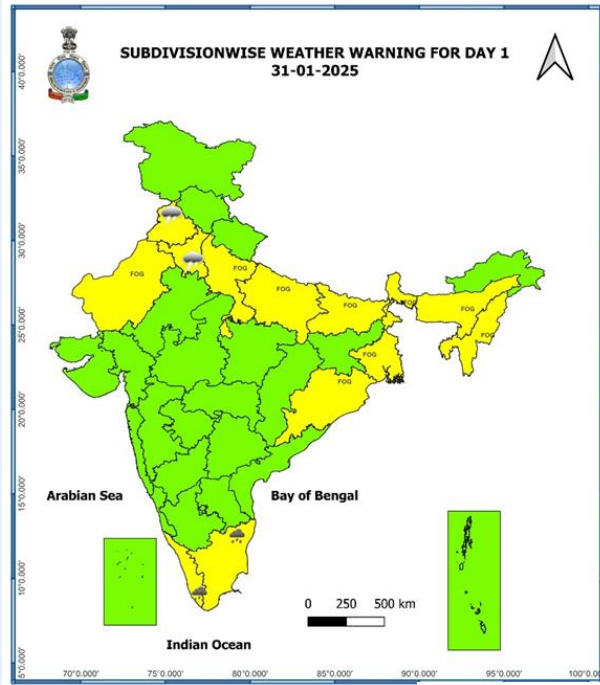 SUBDIVISIONWISE WEATHER WARNING FOR DAY 1
31-01-2025
40°0.000'
35°0.000'
30°0.000'
25°0.000'
20°0.000'
15°0.000'
10°0.000'
5°0.000'
FOG
FOG
FOG
FOG
FOG
FOG
FOG
FOG
FOG
Arabian Sea
Bay of Bengal
0 250 500 km
Indian Ocean
70°0.000' 75°0.000' 80°0.000' 85°0.000' 90°0.000' 95°0.000' 100°0.00